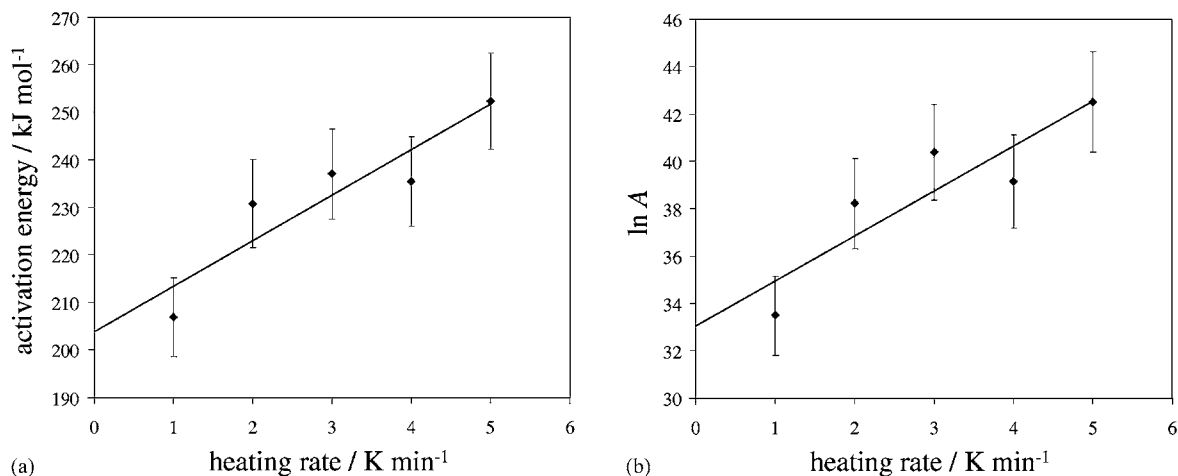 270
260
250
240
230
220
210
200
190
activation energy / kJ mol⁻¹
0 1 2 3 4 5 6
heating rate / K min⁻¹
(a)
46
44
42
40
38
36
34
32
30
ln A
0 1 2 3 4 5 6
heating rate / K min⁻¹
(b)